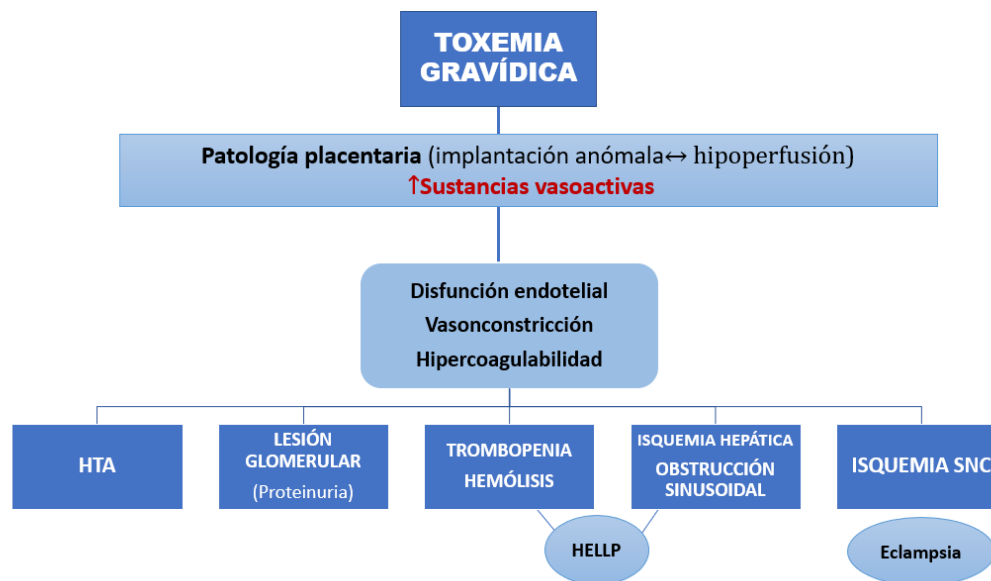 TOXEMIA
GRAVÍDICA
Patología placentaria (implantación anómala↔ hipoperfusión)
↑Sustancias vasoactivas
Disfunción endotelial
Vasonconstricción
Hipercoagulabilidad
HTA
LESIÓN
GLOMERULAR
(Proteinuria)
TROMBOPENIA
HEMÓLISIS
ISQUEMIA HEPÁTICA
OBSTRUCCIÓN
SINUSOIDAL
ISQUEMIA SNC
HELLP
Eclampsia